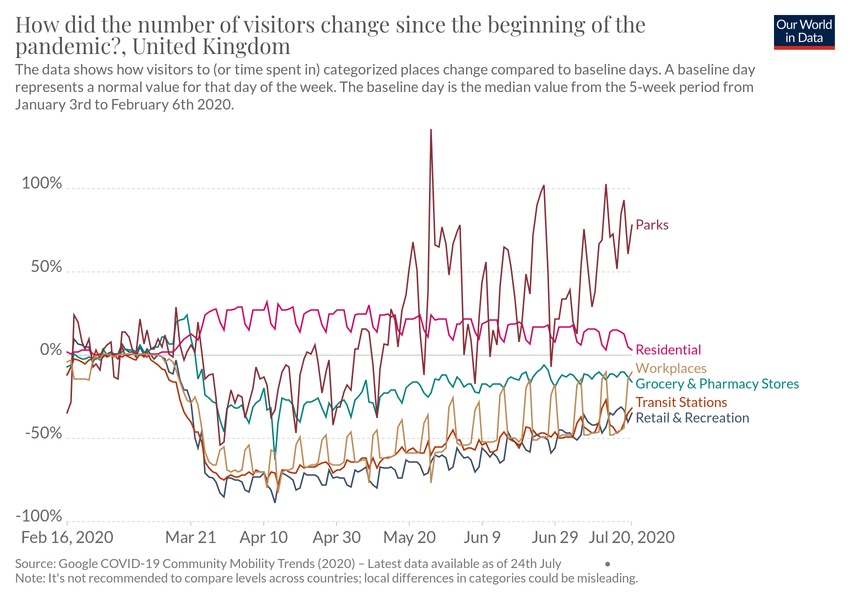 How did the number of visitors change since the beginning of the
pandemic?, United Kingdom
Our World
in Data
The data shows how visitors to (or time spent in) categorized places change compared to baseline days. A baseline day
represents a normal value for that day of the week. The baseline day is the median value from the 5-week period from
January 3rd to February 6th 2020.
100%
50%
0%
-50%
-100%
Parks
Residential
Workplaces
Grocery & Pharmacy Stores
Transit Stations
Retail & Recreation
Feb 16, 2020 Mar 21 Apr 10 Apr 30 May 20 Jun 9 Jun 29 Jul 20, 2020
Source: Google COVID-19 Community Mobility Trends (2020) – Latest data available as of 24th July •
Note: It's not recommended to compare levels across countries; local differences in categories could be misleading.